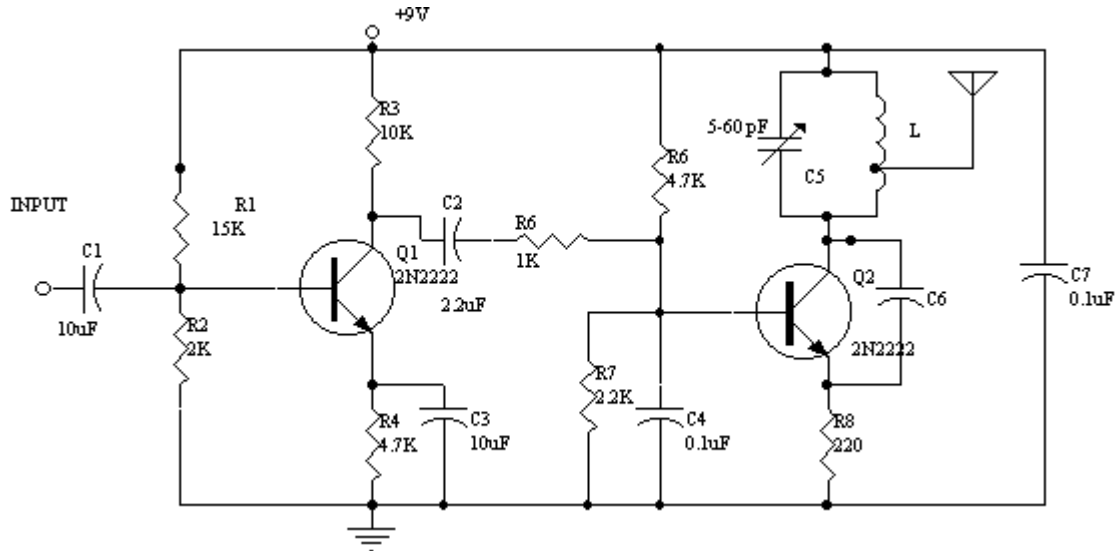 +9V
R3
10K
5-60 pF
L
C5
R6
4.7K
INPUT
R1
15K
C2
R6
1K
C1
Q1
2N2222
2.2uF
Q2
C6
C7
0.1uF
10uF
R2
2K
2N2222
R7
2.2K
R4
4.7K
C3
10uF
C4
0.1uF
R8
220